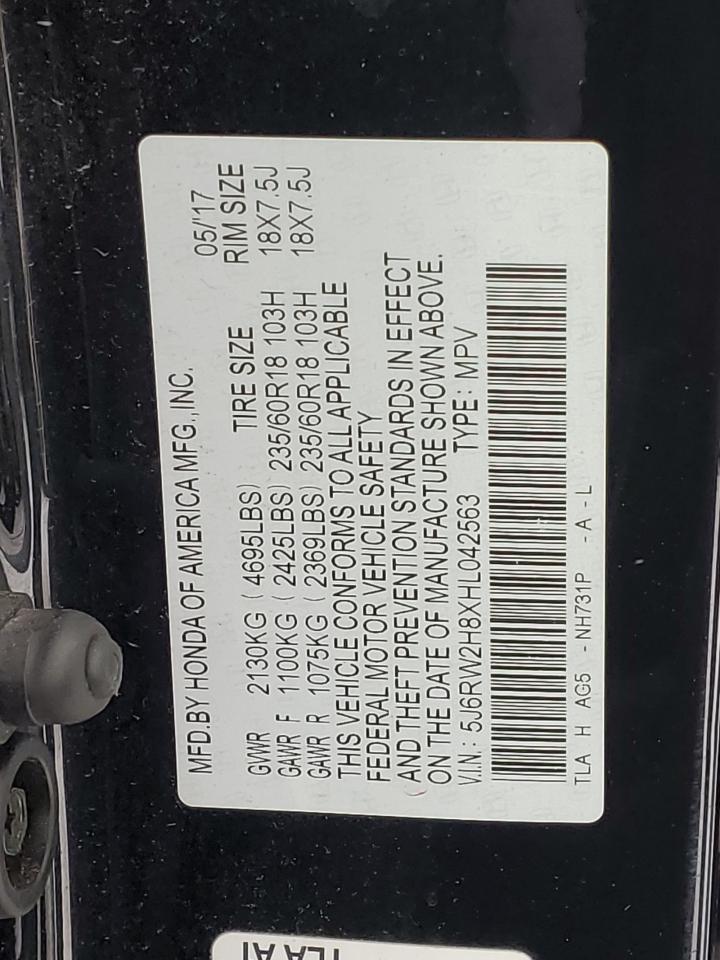 MFD.BY HONDA OF AMERICA MFG.,INC. 05/'17
TIRE SIZE RIM SIZE
GVWR 2130KG ( 4695LBS)
GAWR F 1100KG ( 2425LBS) 235/60R18 103H 18X7.5J
GAWR R 1075KG ( 2369LBS) 235/60R18 103H 18X7.5J
THIS VEHICLE CONFORMS TO ALL APPLICABLE
FEDERAL MOTOR VEHICLE SAFETY
AND THEFT PREVENTION STANDARDS IN EFFECT
ON THE DATE OF MANUFACTURE SHOWN ABOVE.
V.I.N: 5J6RW2H8XHL042563 TYPE: MPV
TLA H AG5 - NH731P - A - L